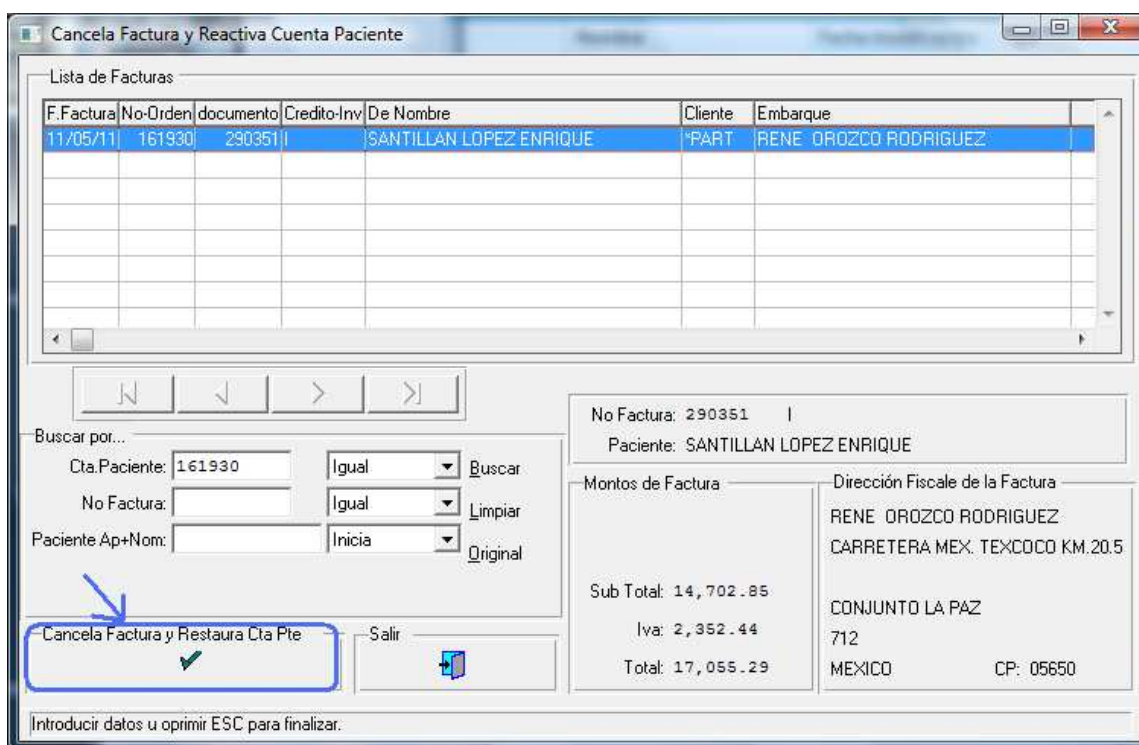 Cancela Factura y Reactiva Cuenta Paciente
Lista de Facturas
F.Factura No-Orden documento Credito-Inv De Nombre Cliente Embarque
11/05/11 161930 290351 I SANTILLAN LOPEZ ENRIQUE *PART RENE OROZCO RODRIGUEZ
No Factura: 290351 I
Paciente: SANTILLAN LOPEZ ENRIQUE
Buscar por...
Cta.Paciente: 161930 Igual Buscar
No Factura: Igual Limpiar
Paciente Ap+Nom: Inicia Original
Montos de Factura
Sub Total: 14,702.85
Iva: 2,352.44
Total: 17,055.29
Dirección Fiscale de la Factura
RENE OROZCO RODRIGUEZ
CARRETERA MEX. TEXCOCO KM.20.5
CONJUNTO LA PAZ
712
MEXICO CP: 05650
Cancela Factura y Restaura Cta Pte
Salir
Introducir datos u oprimir ESC para finalizar.